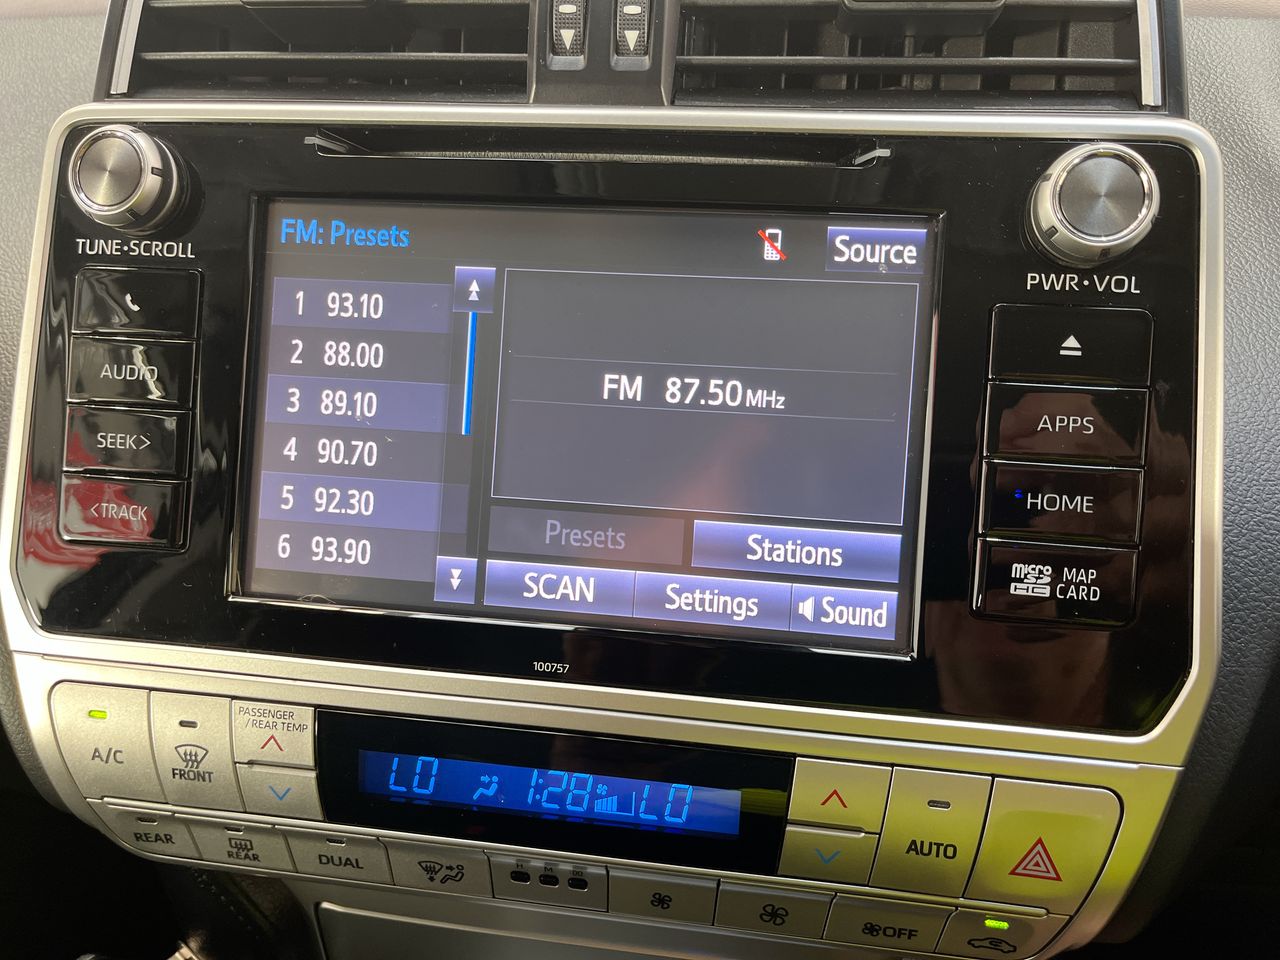 TUNE•SCROLL
AUDIO
SEEK>
<TRACK
FM: Presets
Source
1 93.10
2 88.00
3 89.10
4 90.70
5 92.30
6 93.90
FM 87.50 MHz
Presets
Stations
SCAN
Settings
Sound
PWR•VOL
APPS
HOME
micro SD HC MAP CARD
100757
A/C
FRONT
PASSENGER
/REAR TEMP
LO 1:28 LO
AUTO
REAR
REAR
DUAL
H M DO
OFF